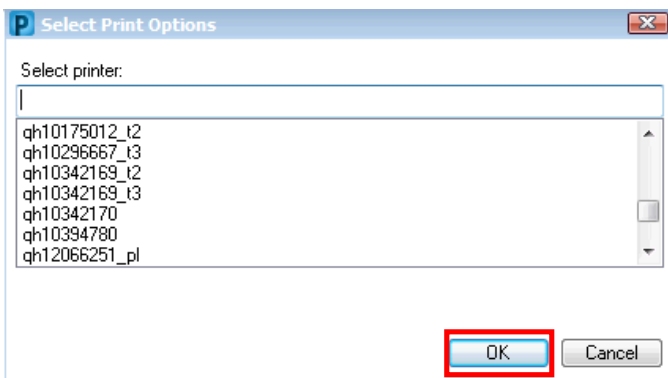 P Select Print Options
Select printer:
qh10175012_t2
qh10296667_t3
qh10342169_t2
qh10342169_t3
qh10342170
qh10394780
qh12066251_pl
OK Cancel